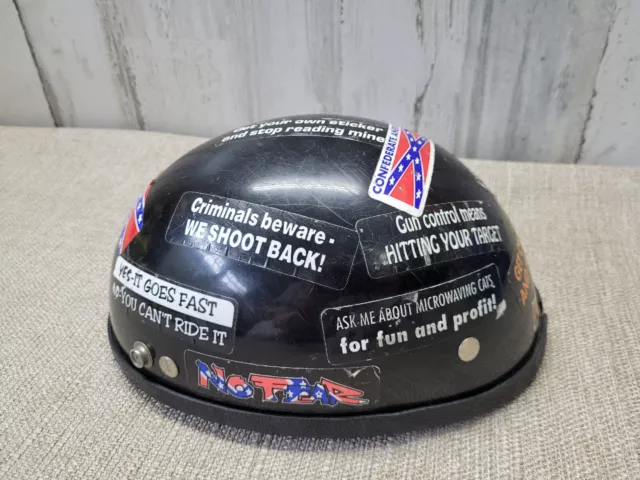 Get your own sticker
and stop reading mine
CONFEDERATE
Criminals beware -
WE SHOOT BACK!
Gun control means
HITTING YOUR TARGET
YES-IT GOES FAST
NO-YOU CAN'T RIDE IT
ASK ME ABOUT MICROWAVING CATS
for fun and profit!
NO FEAR